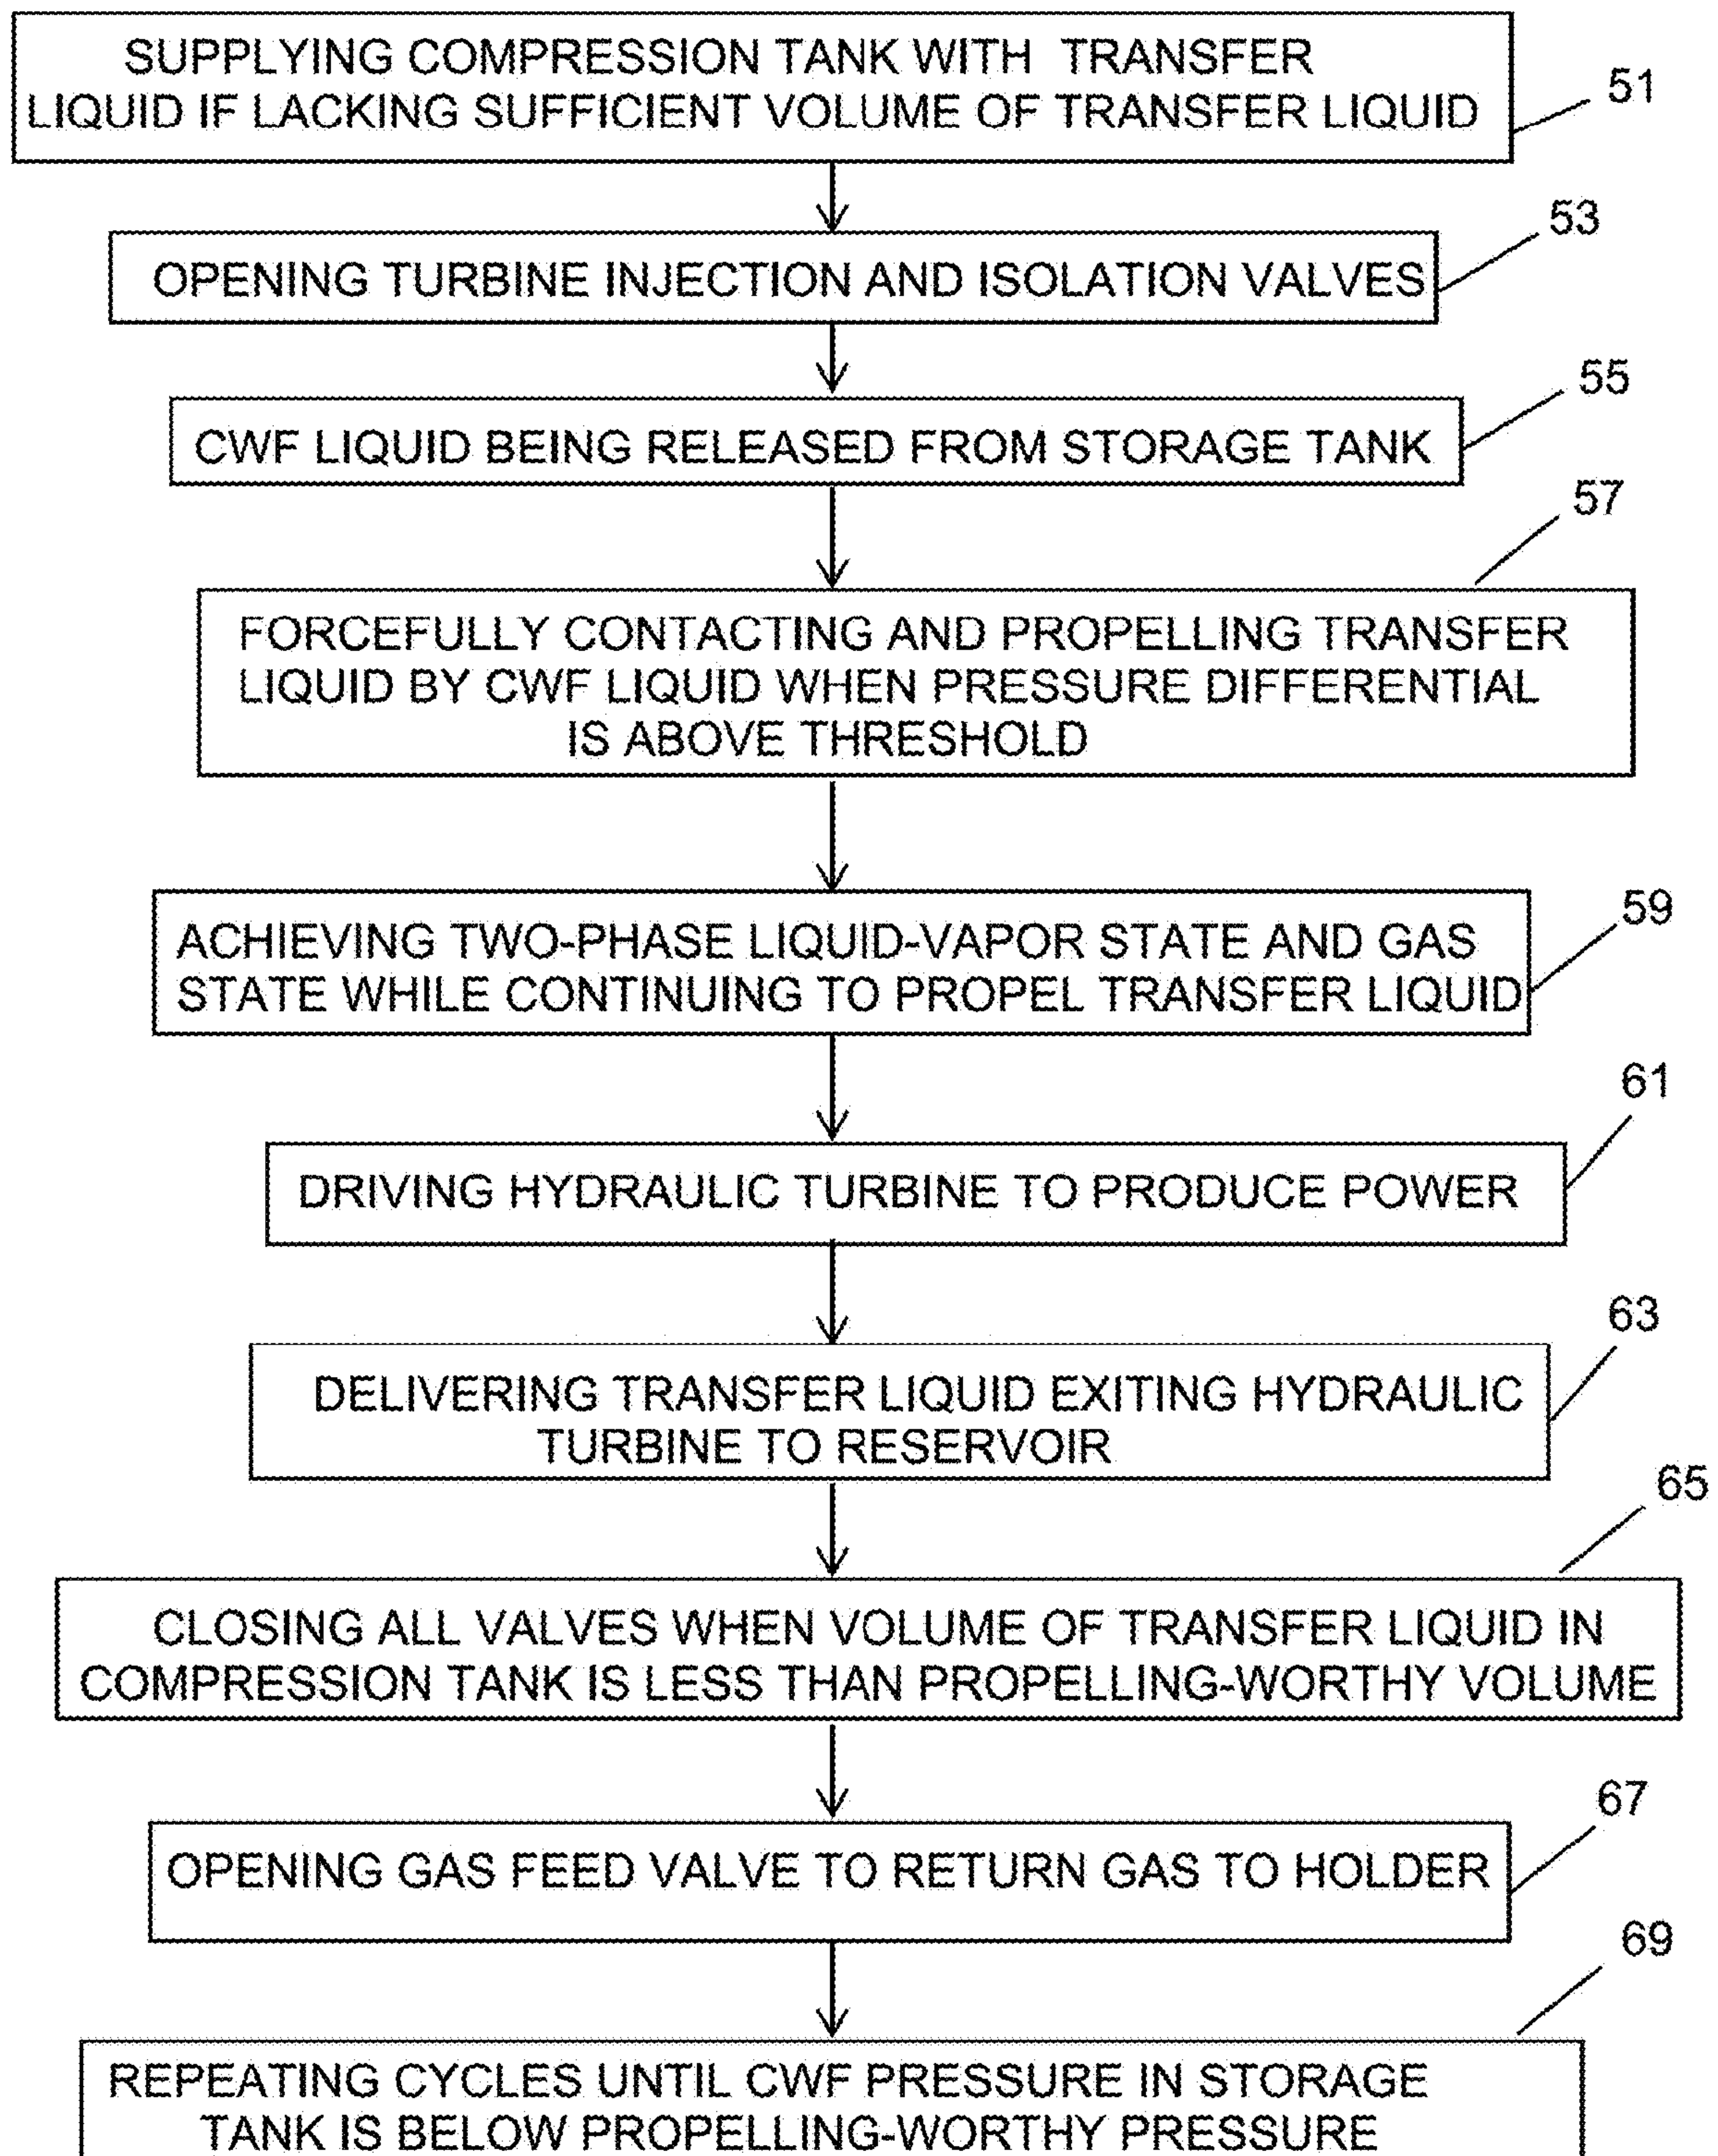 SUPPLYING COMPRESSION TANK WITH TRANSFER
LIQUID IF LACKING SUFFICIENT VOLUME OF TRANSFER LIQUID
51
53
OPENING TURBINE INJECTION AND ISOLATION VALVES
55
CWF LIQUID BEING RELEASED FROM STORAGE TANK
57
FORCEFULLY CONTACTING AND PROPELLING TRANSFER
LIQUID BY CWF LIQUID WHEN PRESSURE DIFFERENTIAL
IS ABOVE THRESHOLD
59
ACHIEVING TWO-PHASE LIQUID-VAPOR STATE AND GAS
STATE WHILE CONTINUING TO PROPEL TRANSFER LIQUID
61
DRIVING HYDRAULIC TURBINE TO PRODUCE POWER
63
DELIVERING TRANSFER LIQUID EXITING HYDRAULIC
TURBINE TO RESERVOIR
65
CLOSING ALL VALVES WHEN VOLUME OF TRANSFER LIQUID IN
COMPRESSION TANK IS LESS THAN PROPELLING-WORTHY VOLUME
67
OPENING GAS FEED VALVE TO RETURN GAS TO HOLDER
69
REPEATING CYCLES UNTIL CWF PRESSURE IN STORAGE
TANK IS BELOW PROPELLING-WORTHY PRESSURE